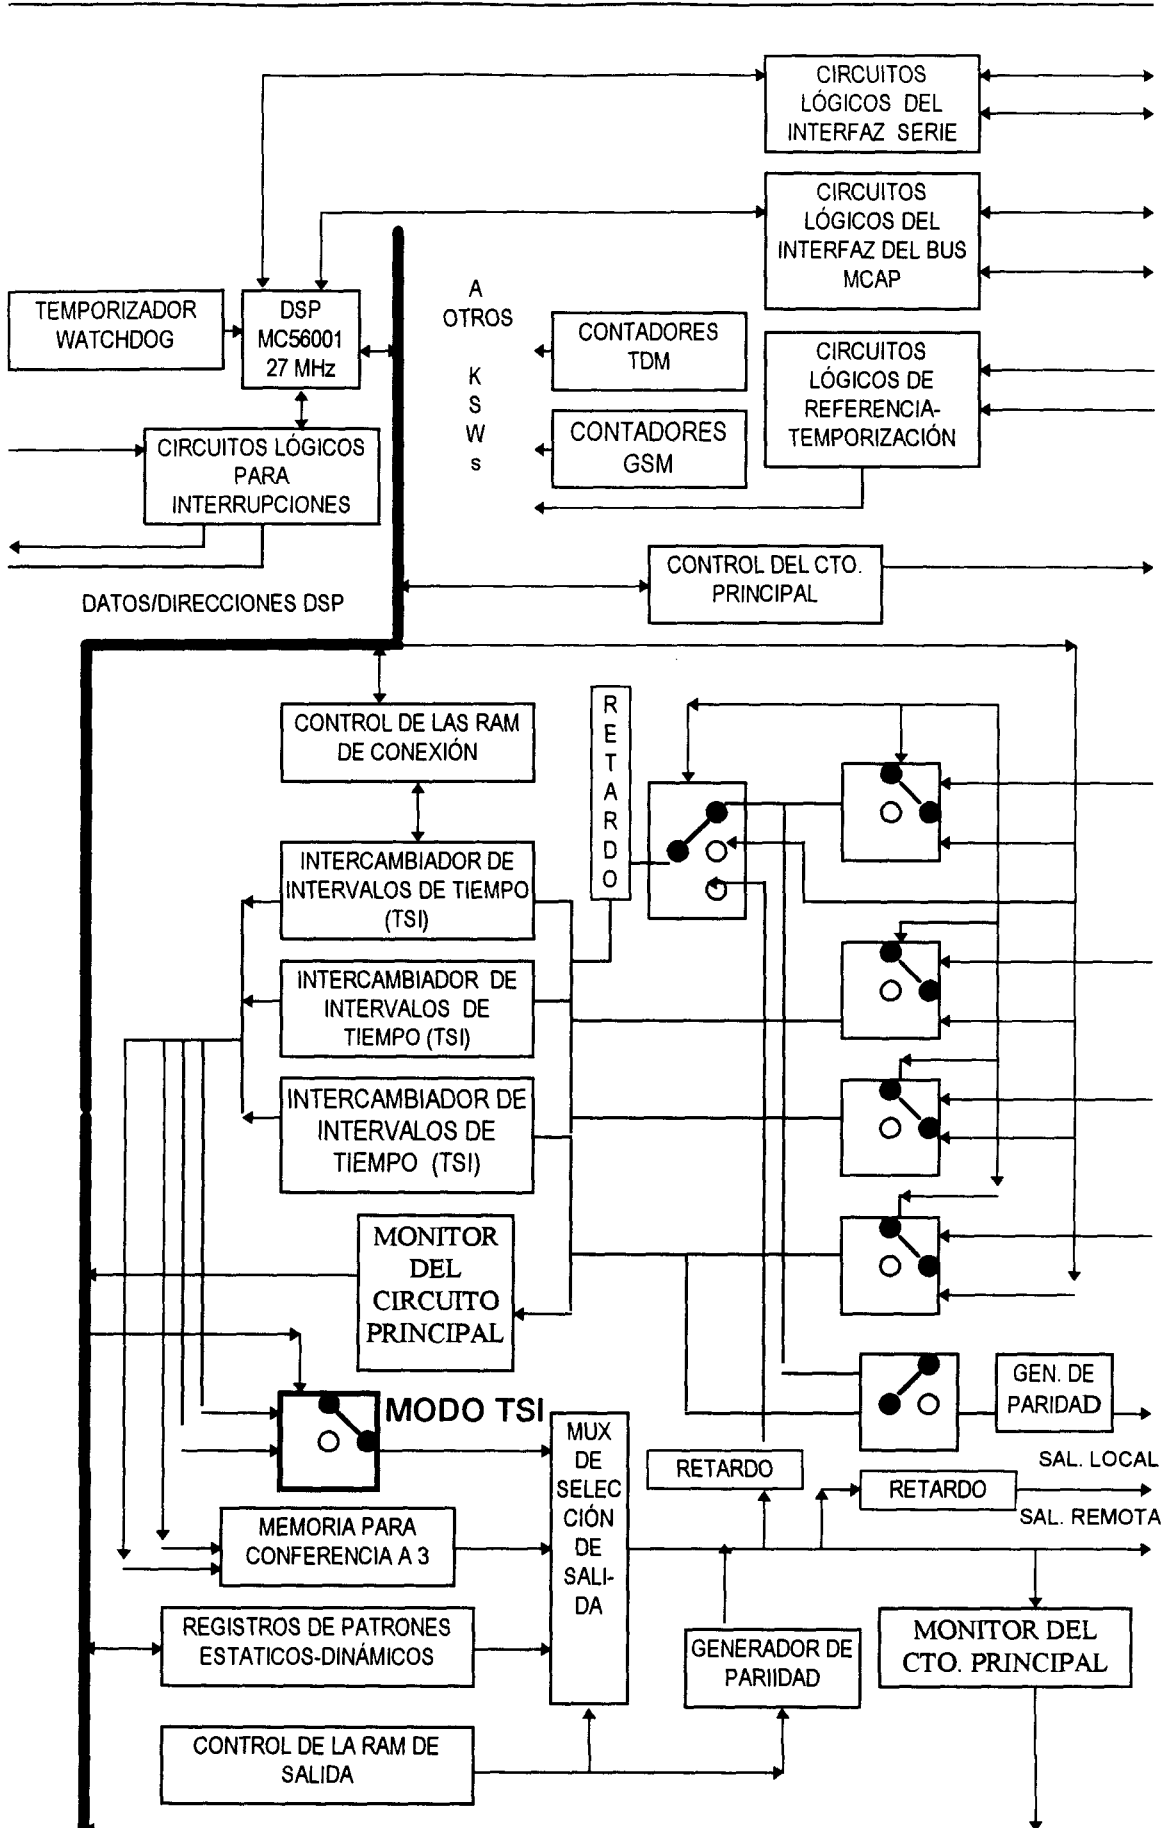 CIRCUITOS
LÓGICOS DEL
INTERFAZ SERIE
CIRCUITOS
LÓGICOS DEL
INTERFAZ DEL BUS
MCAP
TEMPORIZADOR
WATCHDOG
DSP
MC56001
27 MHz
A
OTROS
K
S
W
s
CONTADORES
TDM
CIRCUITOS
LÓGICOS DE
REFERENCIA-
TEMPORIZACIÓN
CONTADORES
GSM
CIRCUITOS LÓGICOS
PARA
INTERRUPCIONES
CONTROL DEL CTO.
PRINCIPAL
DATOS/DIRECCIONES DSP
CONTROL DE LAS RAM
DE CONEXIÓN
R
E
T
A
R
D
O
INTERCAMBIADOR DE
INTERVALOS DE TIEMPO
(TSI)
INTERCAMBIADOR DE
INTERVALOS DE
TIEMPO (TSI)
INTERCAMBIADOR DE
INTERVALOS DE
TIEMPO (TSI)
MONITOR
DEL
CIRCUITO
PRINCIPAL
MODO TSI
MUX
DE
SELEC
CIÓN
DE
SALI-
DA
GEN. DE
PARIDAD
SAL. LOCAL
RETARDO
RETARDO
SAL. REMOTA
MEMORIA PARA
CONFERENCIA A 3
REGISTROS DE PATRONES
ESTATICOS-DINÁMICOS
GENERADOR DE
PARIIDAD
MONITOR DEL
CTO. PRINCIPAL
CONTROL DE LA RAM DE
SALIDA